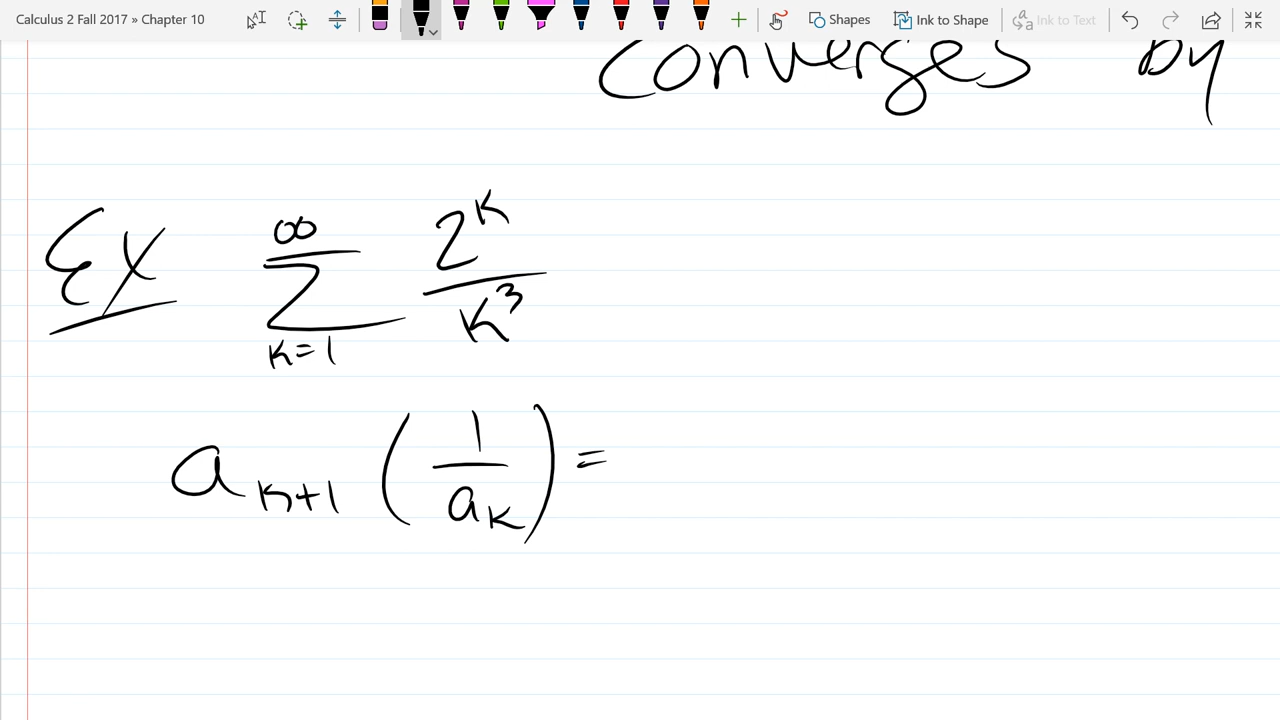 Calculus 2 Fall 2017 » Chapter 10 Shapes Ink to Shape Ink to Text
Converges by
Ex ∞ ∑ k=1 2^k / k^3
a_{k+1} ( 1 / a_k ) =